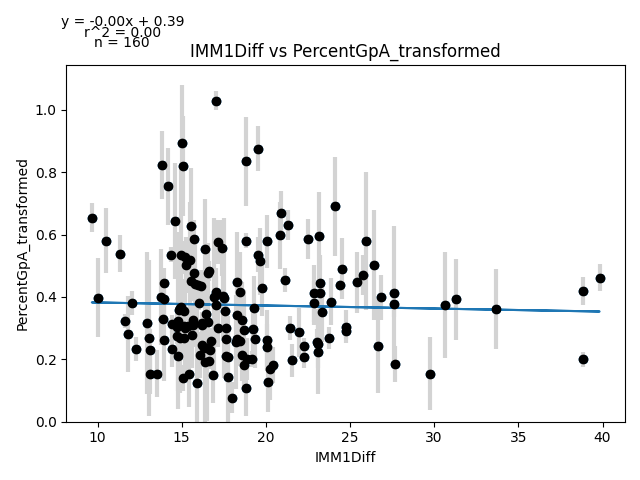 y = -0.00x + 0.39
r^2 = 0.00
n = 160
IMM1Diff vs PercentGpA_transformed
PercentGpA_transformed
1.0
0.8
0.6
0.4
0.2
0.0
10 15 20 25 30 35 40
IMM1Diff